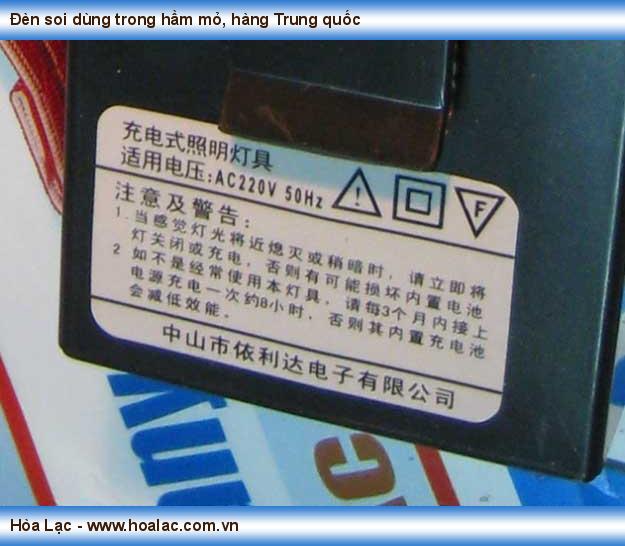 Đèn soi dùng trong hầm mỏ, hàng Trung quốc
充电式照明灯具
适用电压:AC220V 50Hz
!
F
注意及警告:
1. 当感觉灯光将近熄灭或稍暗时，请立即将
灯关闭或充电，否则有可能损坏内置电池
2 如不是经常使用本灯具，请每3个月内接上
电源充电一次约8小时，否则其内置充电池
会减低效能。
中山市依利达电子有限公司
Hòa Lạc - www.hoalac.com.vn